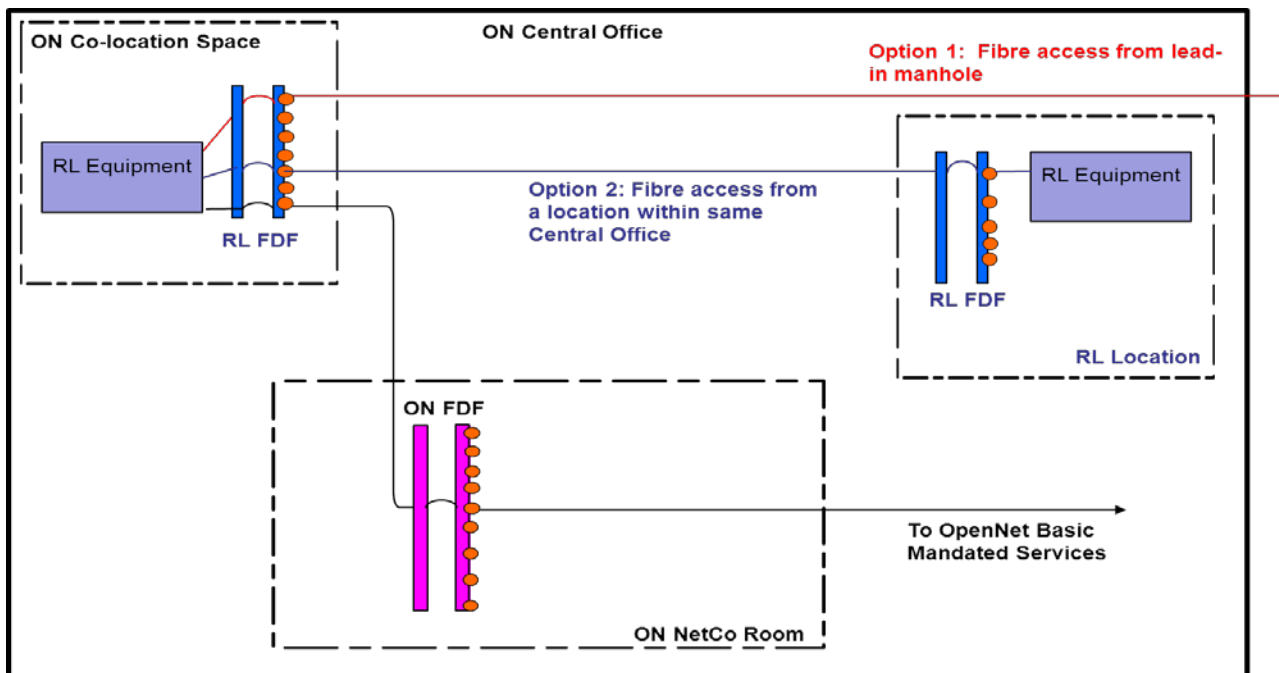 ON Central Office
ON Co-location Space
Option 1:  Fibre access from lead-
in manhole
RL Equipment
RL FDF
Option 2: Fibre access from
a location within same
Central Office
RL Equipment
RL FDF
RL Location
ON FDF
To OpenNet Basic
Mandated Services
ON NetCo Room